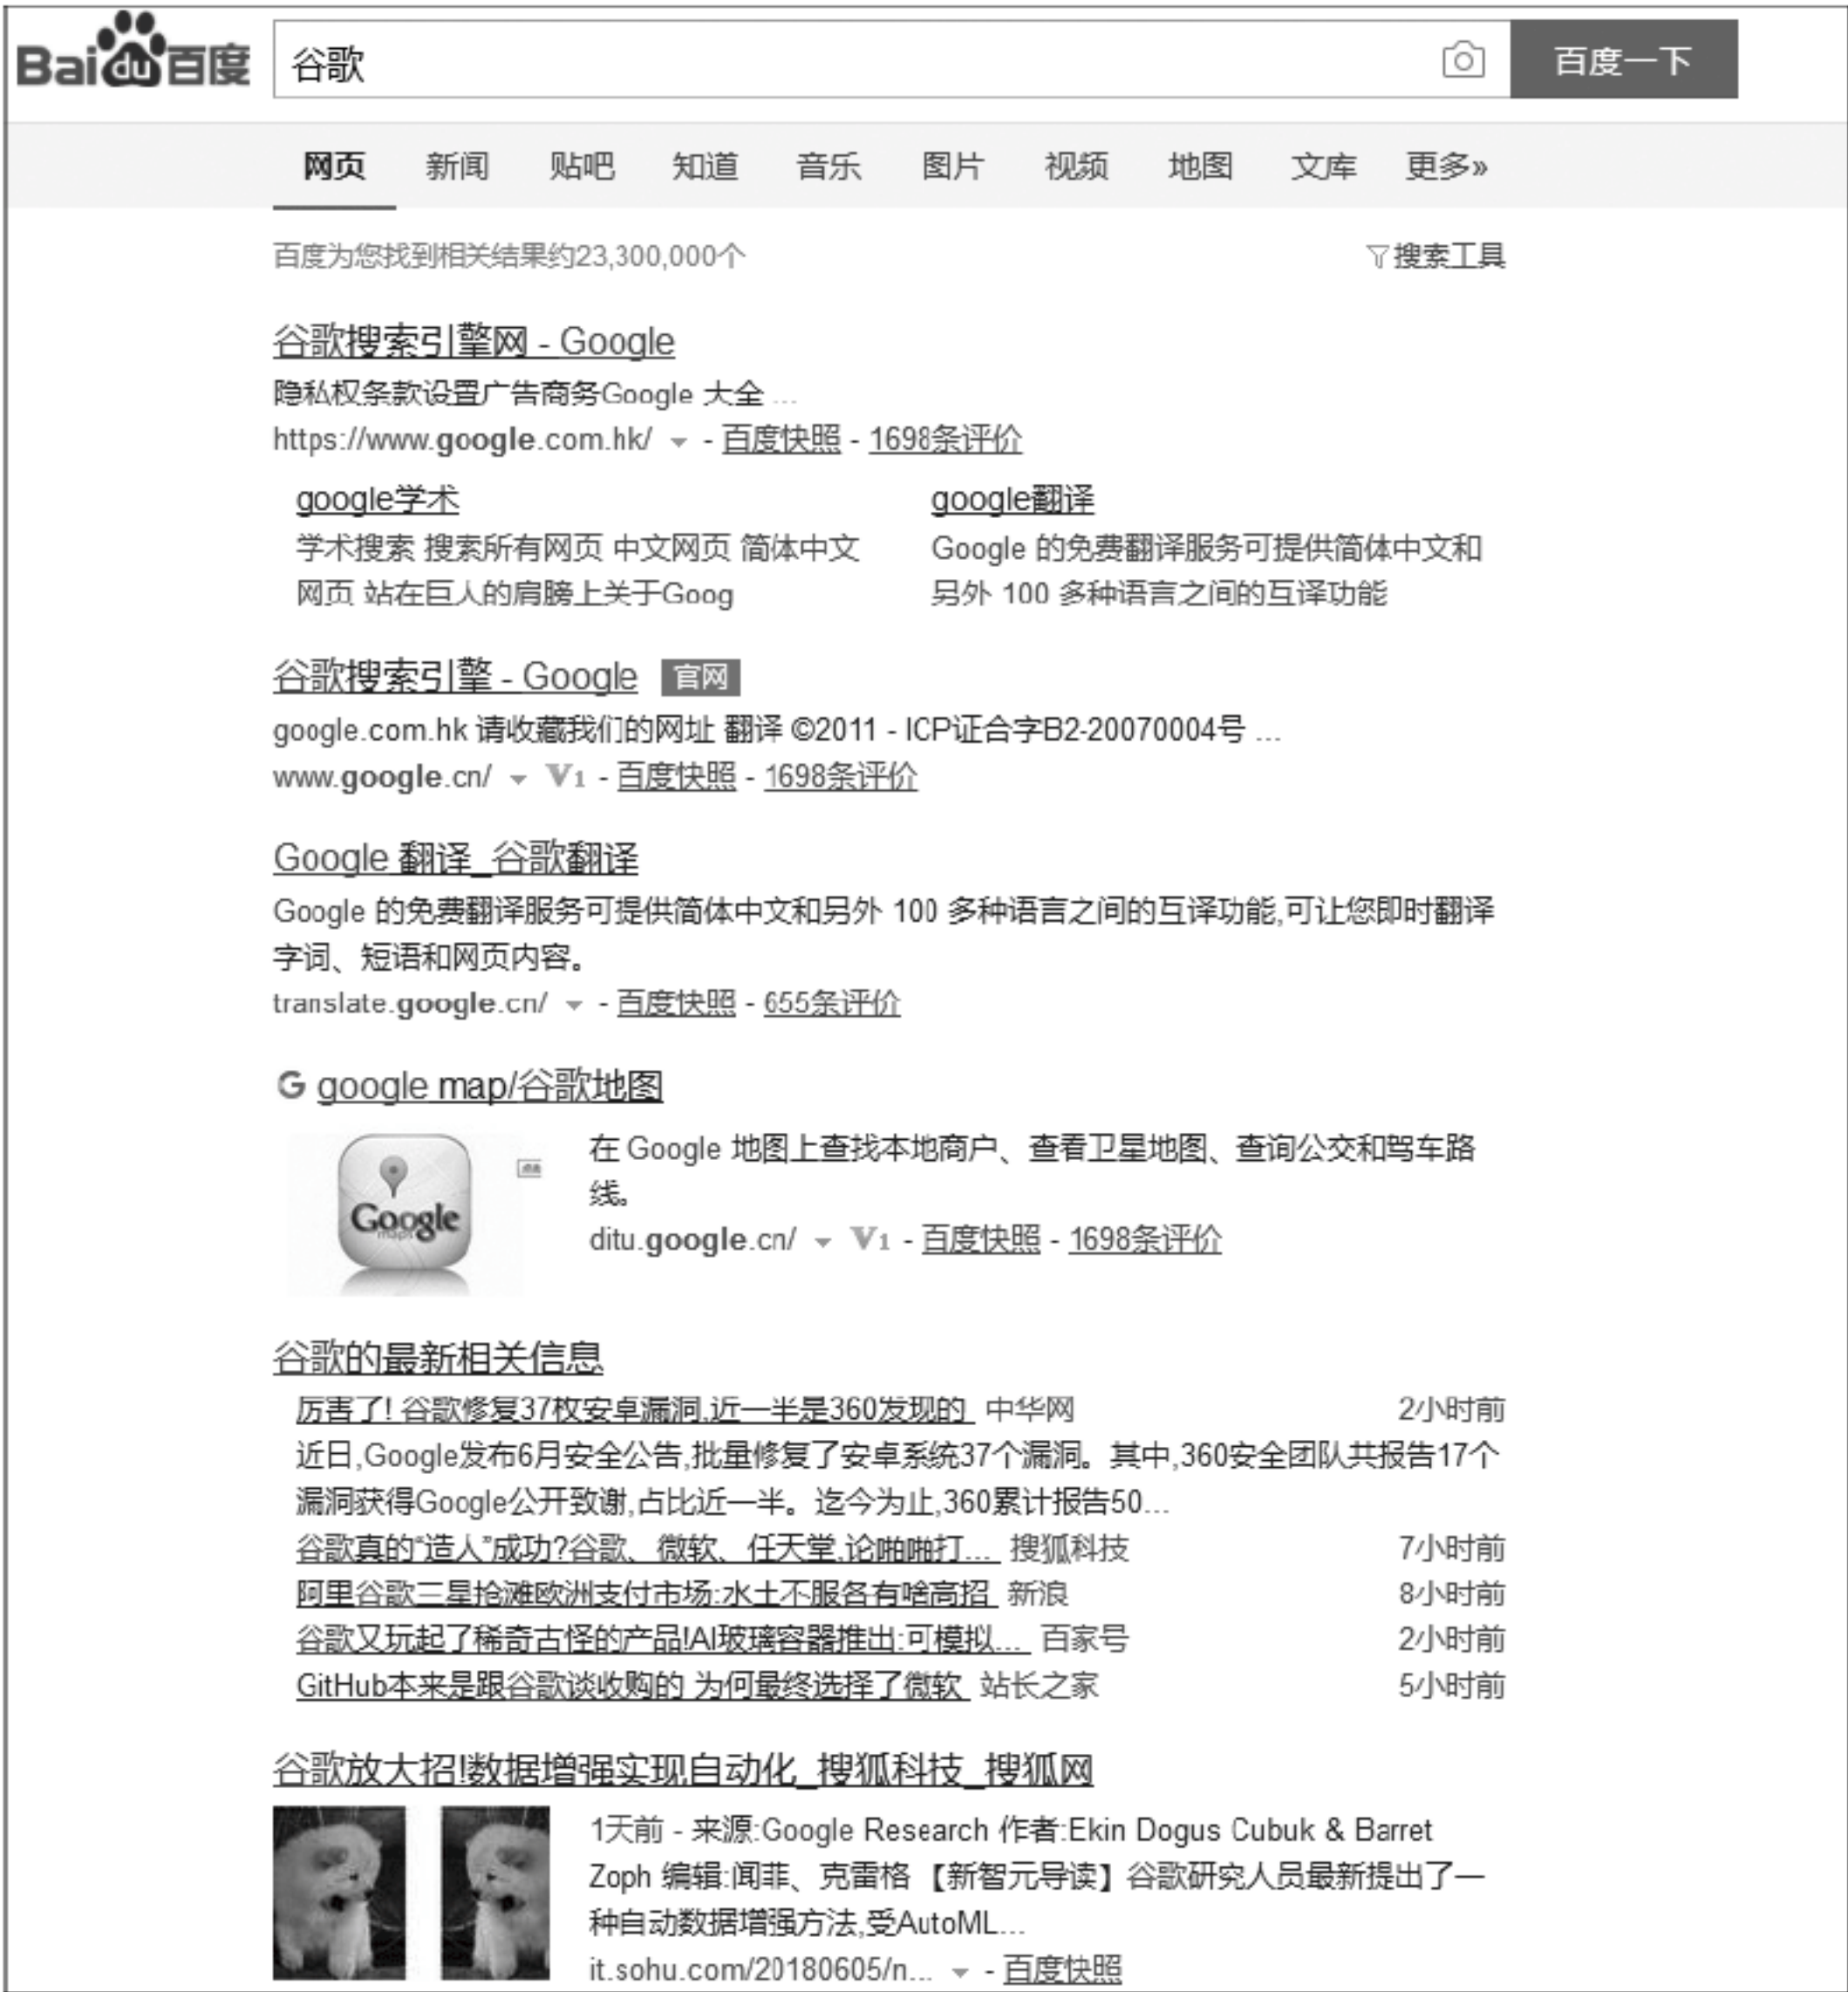 Bai du 百度
谷歌
百度一下
网页 新闻 贴吧 知道 音乐 图片 视频 地图 文库 更多»
百度为您找到相关结果约23,300,000个 搜索工具
谷歌搜索引擎网 - Google
隐私权条款设置广告商务Google 大全 ...
https://www.google.com.hk/ - 百度快照 - 1698条评价
google学术
学术搜索 搜索所有网页 中文网页 简体中文
网页 站在巨人的肩膀上关于Goog
google翻译
Google 的免费翻译服务可提供简体中文和
另外 100 多种语言之间的互译功能
谷歌搜索引擎 - Google 官网
google.com.hk 请收藏我们的网址 翻译 ©2011 - ICP证合字B2-20070004号 ...
www.google.cn/ V1 - 百度快照 - 1698条评价
Google 翻译_谷歌翻译
Google 的免费翻译服务可提供简体中文和另外 100 多种语言之间的互译功能,可让您即时翻译
字词、短语和网页内容。
translate.google.cn/ - 百度快照 - 655条评价
G google map/谷歌地图
Google
maps
在 Google 地图上查找本地商户、查看卫星地图、查询公交和驾车路
线。
ditu.google.cn/ V1 - 百度快照 - 1698条评价
谷歌的最新相关信息
厉害了! 谷歌修复37枚安卓漏洞,近一半是360发现的 中华网 2小时前
近日,Google发布6月安全公告,批量修复了安卓系统37个漏洞。其中,360安全团队共报告17个
漏洞获得Google公开致谢,占比近一半。迄今为止,360累计报告50...
谷歌真的“造人”成功?谷歌、微软、任天堂,论啪啪打... 搜狐科技 7小时前
阿里谷歌三星抢滩欧洲支付市场:水土不服各有啥高招 新浪 8小时前
谷歌又玩起了稀奇古怪的产品!AI玻璃容器推出:可模拟... 百家号 2小时前
GitHub本来是跟谷歌谈收购的 为何最终选择了微软 站长之家 5小时前
谷歌放大招!数据增强实现自动化_搜狐科技_搜狐网
1天前 - 来源:Google Research 作者:Ekin Dogus Cubuk & Barret
Zoph 编辑:闻菲、克雷格 【新智元导读】谷歌研究人员最新提出了一
种自动数据增强方法,受AutoML...
it.sohu.com/20180605/n... - 百度快照